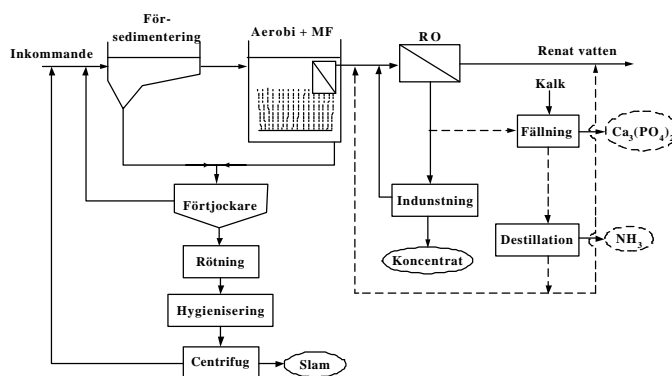 För-
sedimentering
Aerobi + MF
RO
Inkommande
Renat vatten
Kalk
Fällning
Ca3(PO4)2
Förtjockare
Indunstning
Destillation
NH3
Koncentrat
Rötning
Hygienisering
Centrifug
Slam